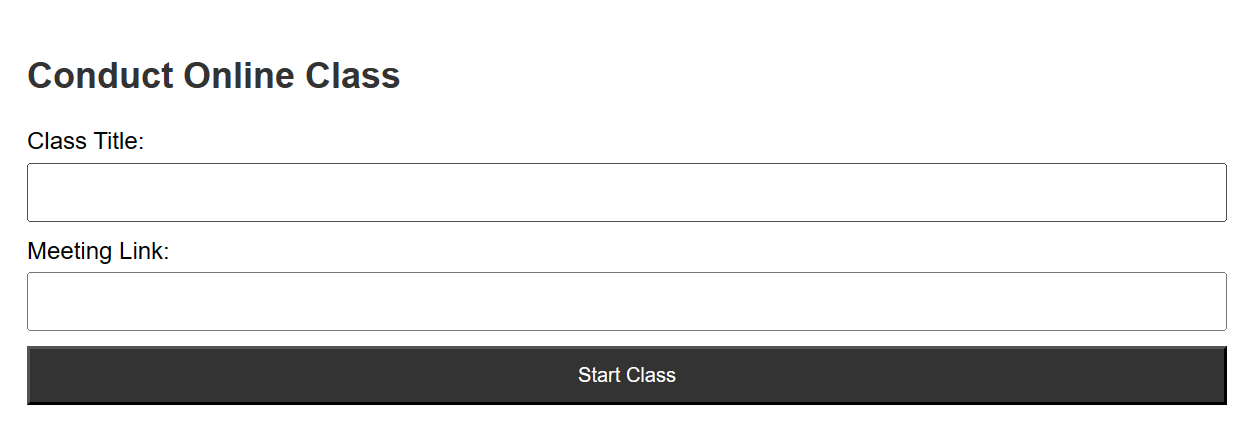 Conduct Online Class
Class Title:
Meeting Link:
Start Class